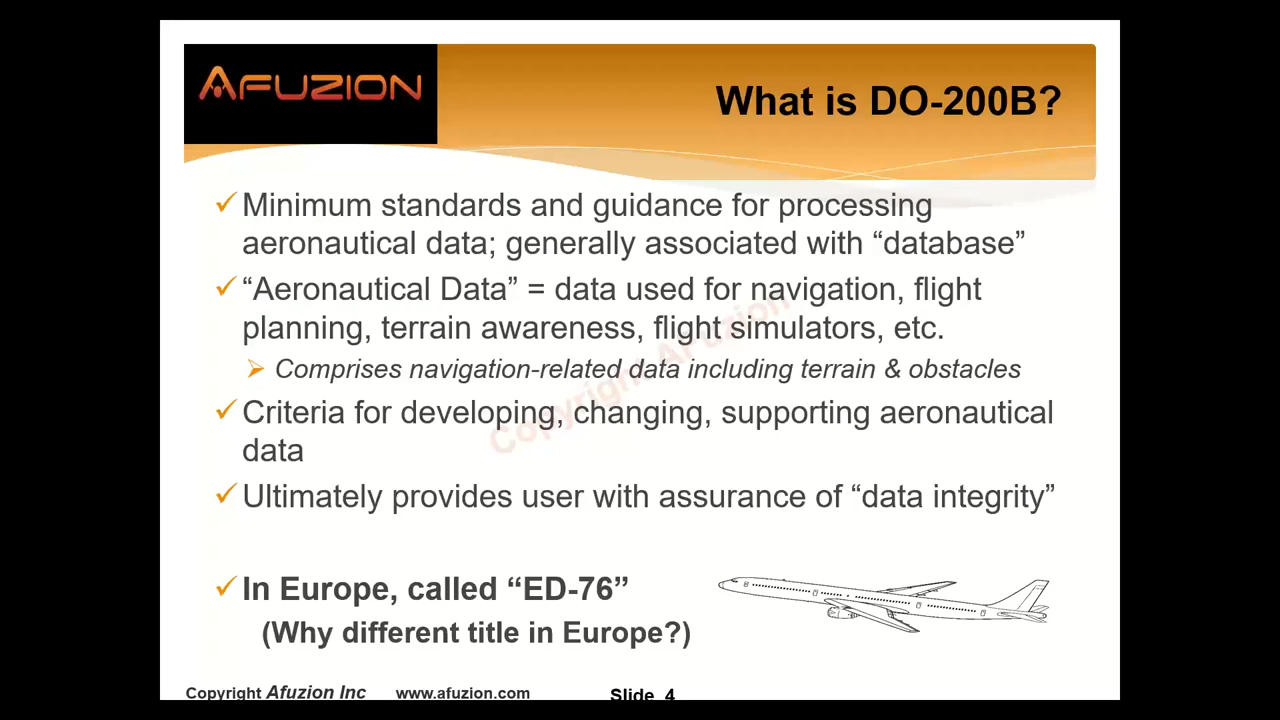 AFUZION
What is DO-200B?
Minimum standards and guidance for processing
aeronautical data; generally associated with “database”
“Aeronautical Data” = data used for navigation, flight
planning, terrain awareness, flight simulators, etc.
Comprises navigation-related data including terrain & obstacles
Copyright Afuzion
Criteria for developing, changing, supporting aeronautical
data
Ultimately provides user with assurance of “data integrity”
In Europe, called “ED-76”
(Why different title in Europe?)
Copyright Afuzion Inc www.afuzion.com Slide 4